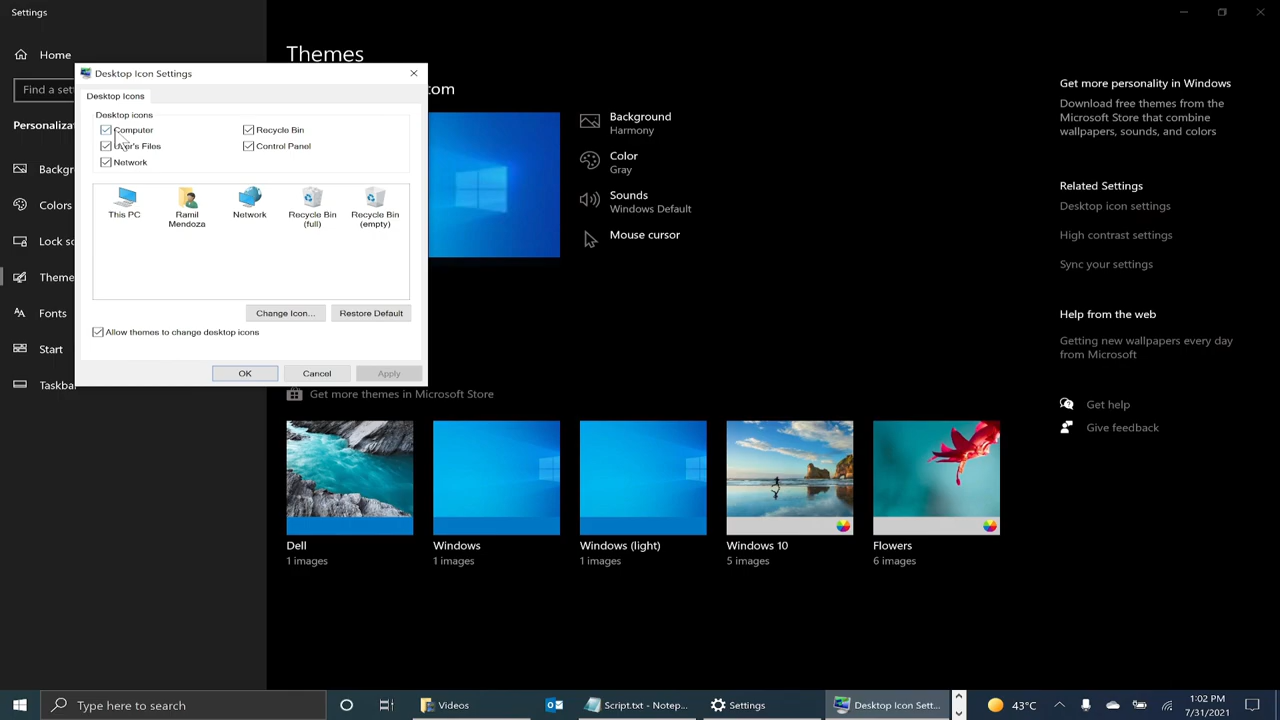 Settings
Home
Find a set
Personaliza
Backgr
Colors
Lock sc
Theme
Fonts
Start
Taskba
Desktop Icon Settings
Desktop Icons
Desktop icons
Computer
Recycle Bin
User's Files
Control Panel
Network
This PC
Ramil
Mendoza
Network
Recycle Bin
(full)
Recycle Bin
(empty)
Change Icon...
Restore Default
Allow themes to change desktop icons
OK
Cancel
Apply
Themes
tom
Background
Harmony
Color
Gray
Sounds
Windows Default
Mouse cursor
Get more themes in Microsoft Store
Dell
1 images
Windows
1 images
Windows (light)
1 images
Windows 10
5 images
Flowers
6 images
Get more personality in Windows
Download free themes from the
Microsoft Store that combine
wallpapers, sounds, and colors
Related Settings
Desktop icon settings
High contrast settings
Sync your settings
Help from the web
Getting new wallpapers every day
from Microsoft
Get help
Give feedback
Type here to search
Videos
Script.txt - Notep...
Settings
Desktop Icon Sett...
43°C
1:02 PM
7/31/2021